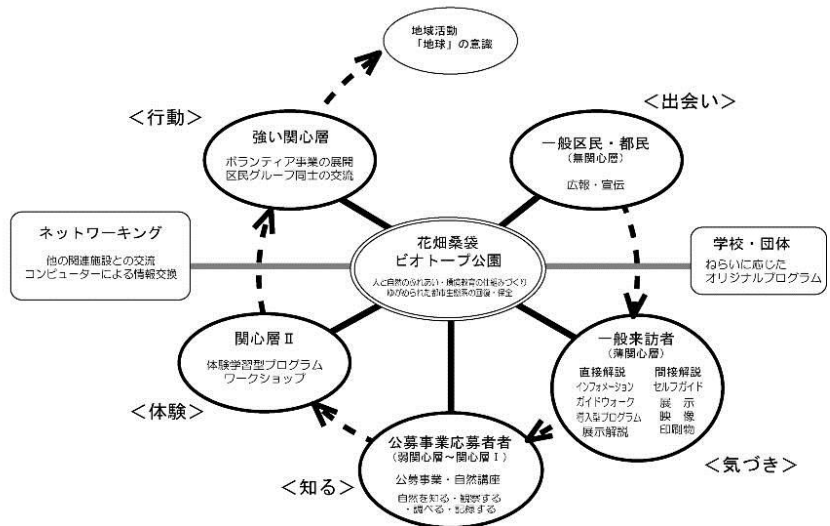 地域活動
「地球」の意識
＜行動＞
＜出会い＞
強い関心層
ボランティア事業の展開
区民グループ同士の交流
一般区民・都民
(無関心層)
広報・宣伝
ネットワーキング
他の関連施設との交流
コンピューターによる情報交換
花畑桑袋
ビオトープ公園
人と自然のふれあい・環境教育の仕組みづくり
ゆがめられた都市生態系の回復・保全
学校・団体
ねらいに応じた
オリジナルプログラム
関心層Ⅱ
体験学習型プログラム
ワークショップ
一般来訪者
(薄関心層)
直接解説 間接解説
インフォメーション セルフガイド
ガイドウォーク 展 示
導入型プログラム 映 像
展示解説 印刷物
＜体験＞
公募事業応募者者
(弱関心層～関心層Ⅰ)
公募事業・自然講座
自然を知る・観察する
・調べる・記録する
＜知る＞
＜気づき＞